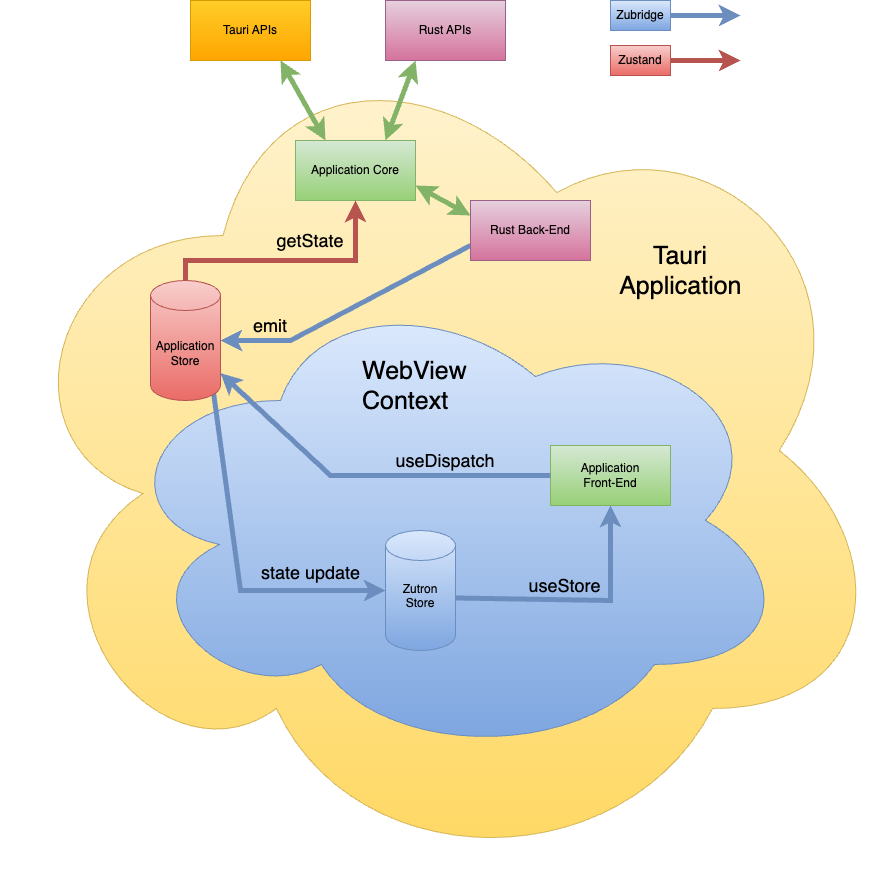 Tauri APIs
Rust APIs
Zubridge
Zustand
Application Core
Rust Back-End
getState
Tauri
Application
emit
Application
Store
WebView
Context
useDispatch
Application
Front-End
state update
Zutron
Store
useStore